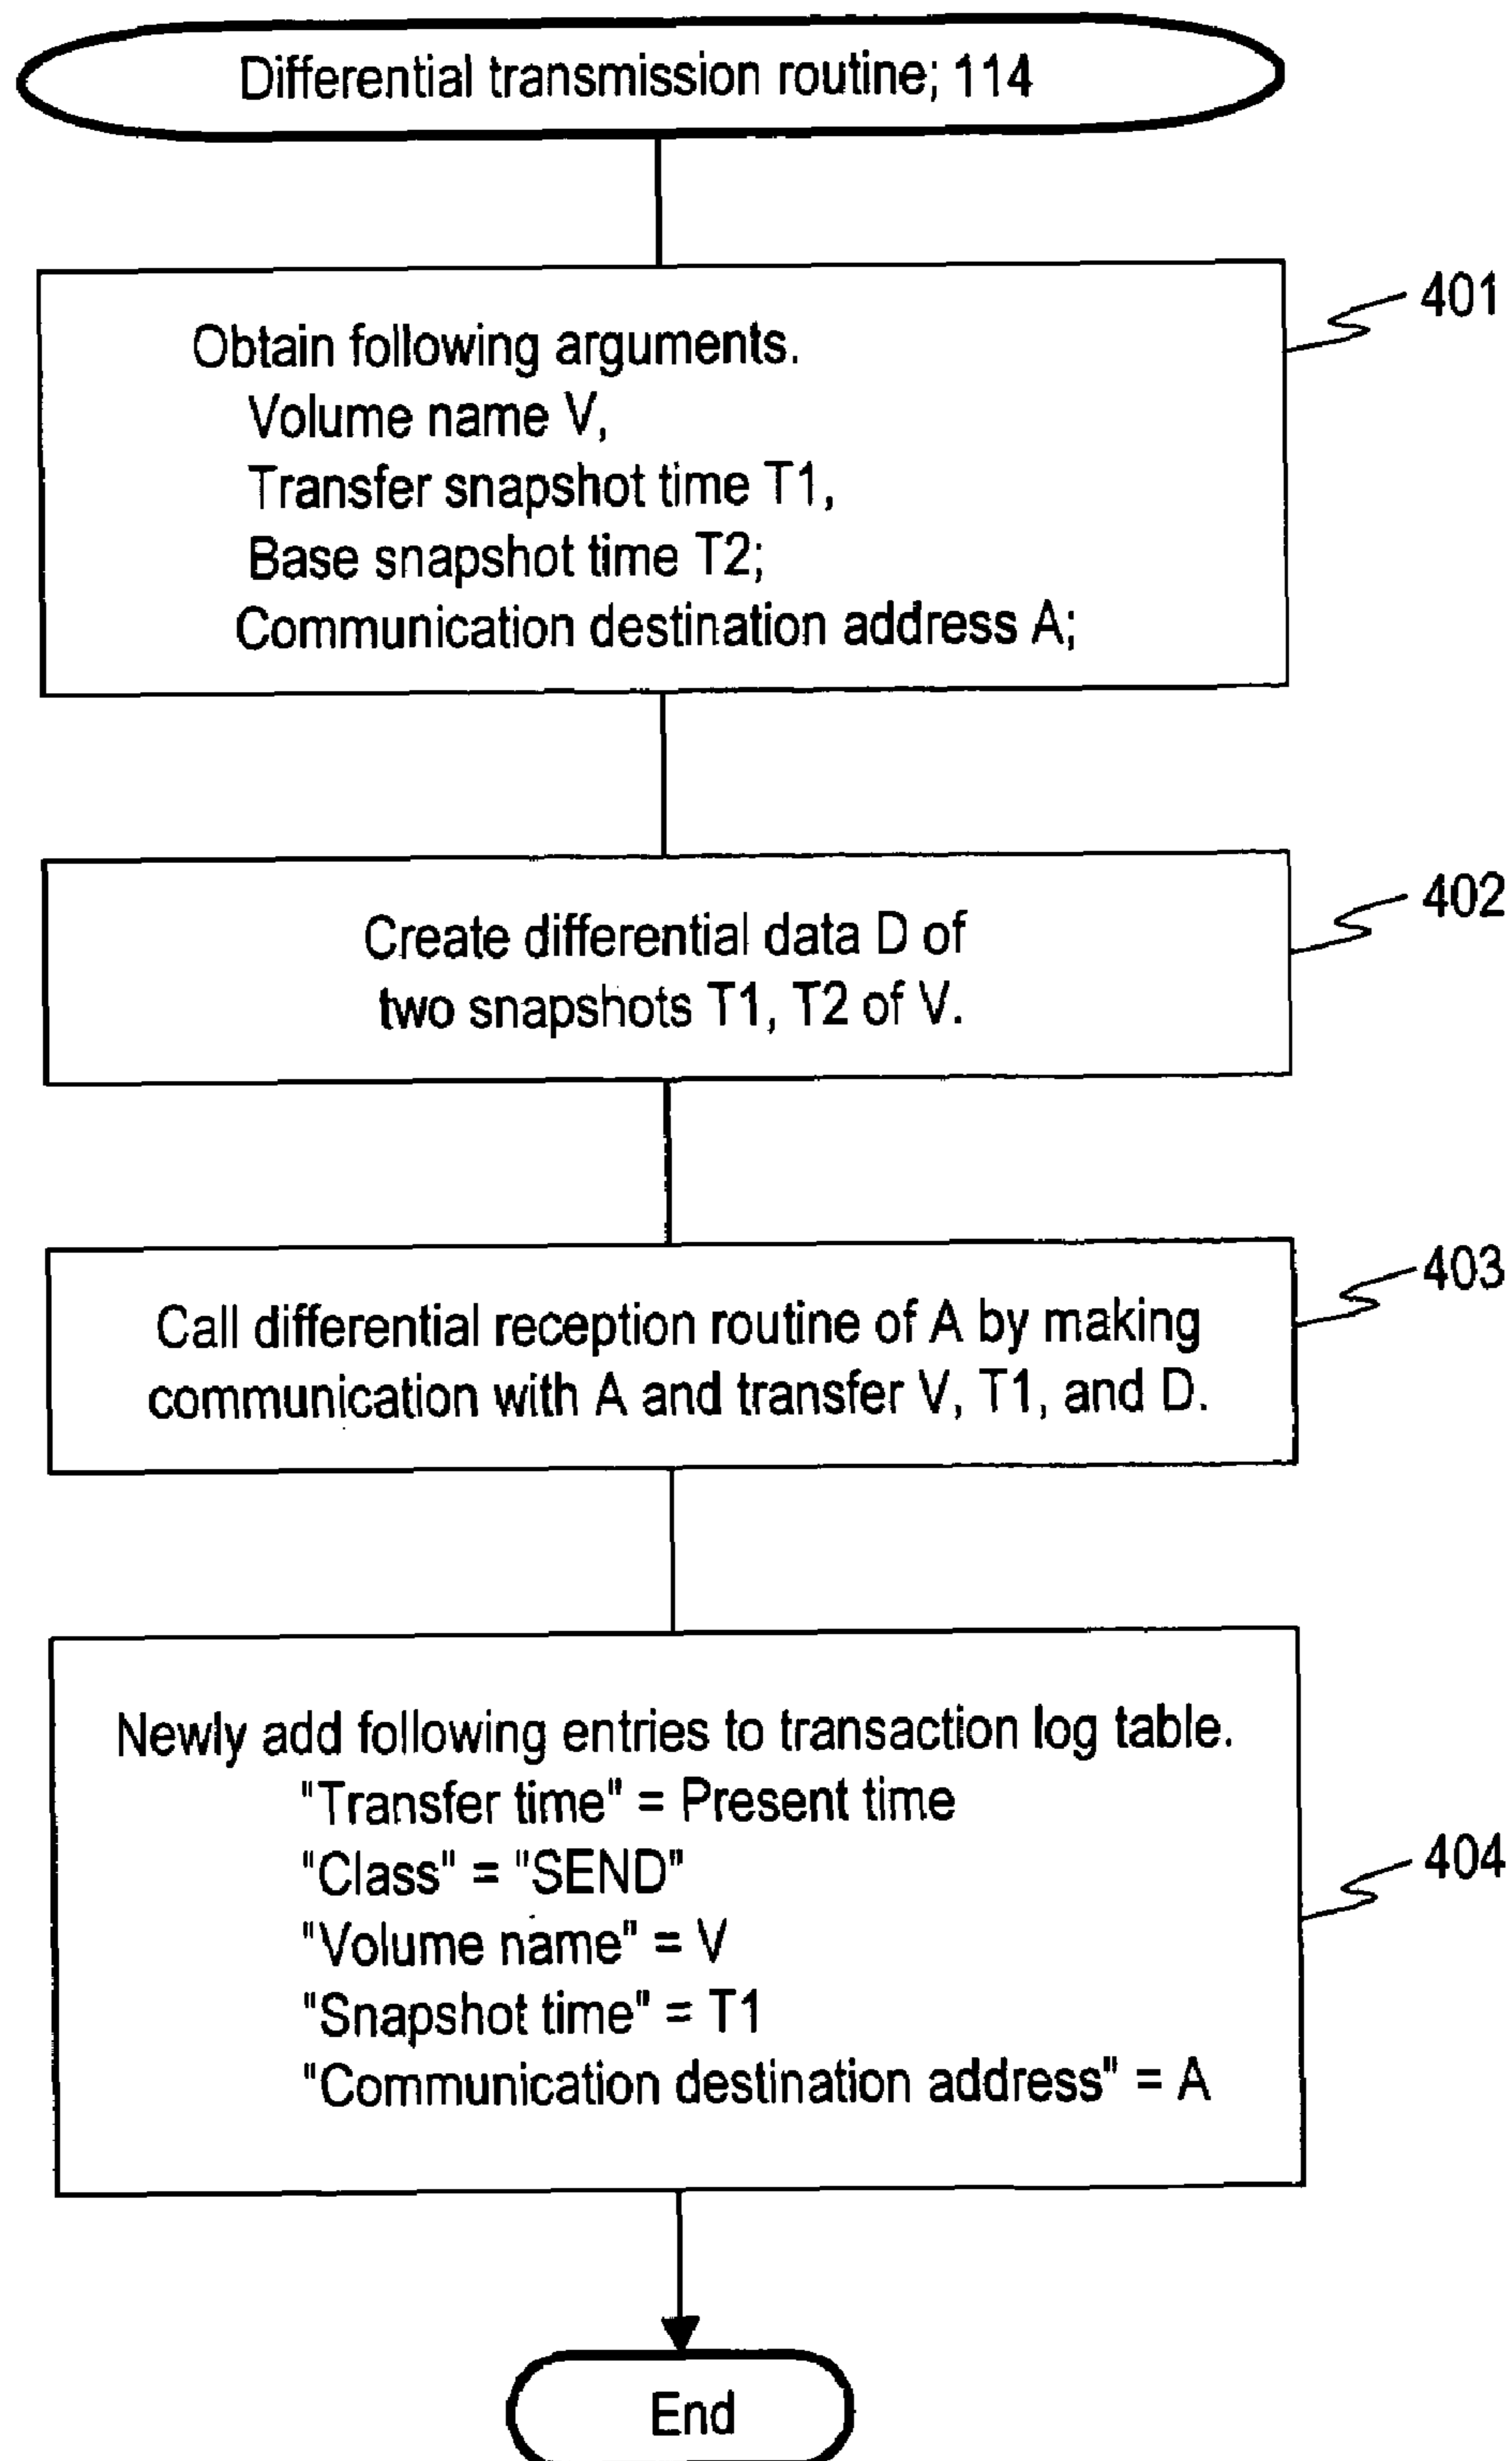 Differential transmission routine; 114
401
Obtain following arguments.
Volume name V,
Transfer snapshot time T1,
Base snapshot time T2;
Communication destination address A;
402
Create differential data D of
two snapshots T1, T2 of V.
403
Call differential reception routine of A by making
communication with A and transfer V, T1, and D.
Newly add following entries to transaction log table.
"Transfer time" = Present time
"Class" = "SEND"
404
"Volume name" = V
"Snapshot time" = T1
"Communication destination address" = A
End